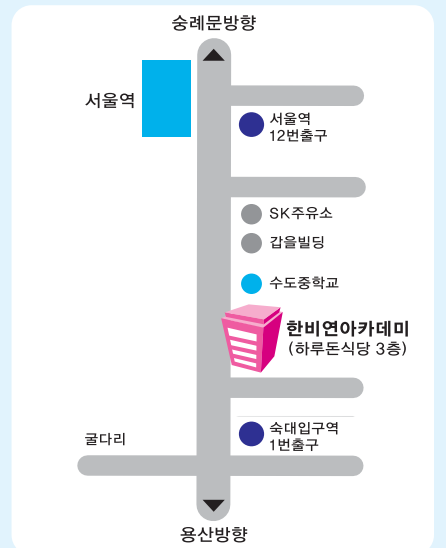 숭례문방향
서울역
서울역
12번출구
SK주유소
갑을빌딩
수도중학교
한비연아카데미
(하루돈식당 3층)
숙대입구역
1번출구
굴다리
용산방향